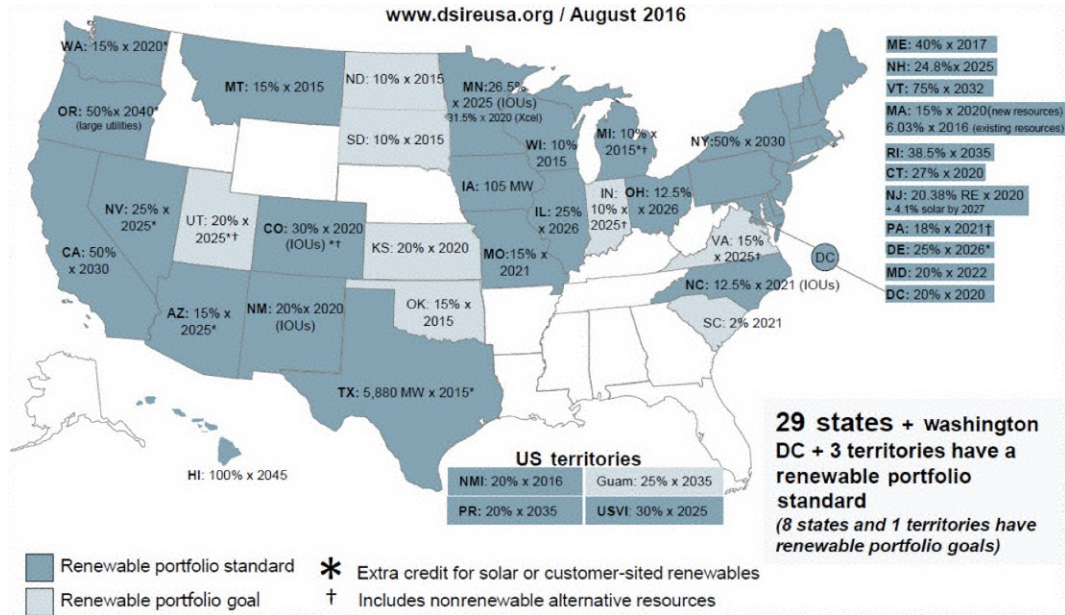 www.dsireusa.org / August 2016
WA: 15% x 2020*
OR: 50%x 2040*
(large utilities)
MT: 15% x 2015
ND: 10% x 2015
SD: 10% x 2015
MN:26.5%
x 2025 (IOUs)
31.5% x 2020 (Xcel)
WI: 10%
2015
MI: 10% x
2015*†
NY:50% x 2030
IA: 105 MW
NV: 25% x
2025*
UT: 20% x
2025*†
CO: 30% x 2020
(IOUs) *†
KS: 20% x 2020
CA: 50%
x 2030
IL: 25%
x 2026
IN:
10% x
2025†
OH: 12.5%
x 2026
MO:15% x
2021
VA: 15%
x 2025†
DC
AZ: 15% x
2025*
NM: 20%x 2020
(IOUs)
OK: 15% x
2015
NC: 12.5% x 2021 (IOUs)
SC: 2% 2021
TX: 5,880 MW x 2015*
HI: 100% x 2045
ME: 40% x 2017
NH: 24.8%x 2025
VT: 75% x 2032
MA: 15% x 2020(new resources)
6.03% x 2016 (existing resources)
RI: 38.5% x 2035
CT: 27% x 2020
NJ: 20.38% RE x 2020
+ 4.1% solar by 2027
PA: 18% x 2021†
DE: 25% x 2026*
MD: 20% x 2022
DC: 20% x 2020
US territories
NMI: 20% x 2016
Guam: 25% x 2035
PR: 20% x 2035
USVI: 30% x 2025
29 states + washington
DC + 3 territories have a
renewable portfolio
standard
(8 states and 1 territories have
renewable portfolio goals)
Renewable portfolio standard
Renewable portfolio goal
* Extra credit for solar or customer-sited renewables
† Includes nonrenewable alternative resources